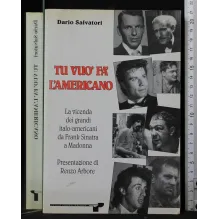 Dario Salvatori
TU VUO' FA'
L'AMERICANO
La vicenda
dei grandi
italo-americani
da Frank Sinatra
a Madonna
Presentazione di
Renzo Arbore